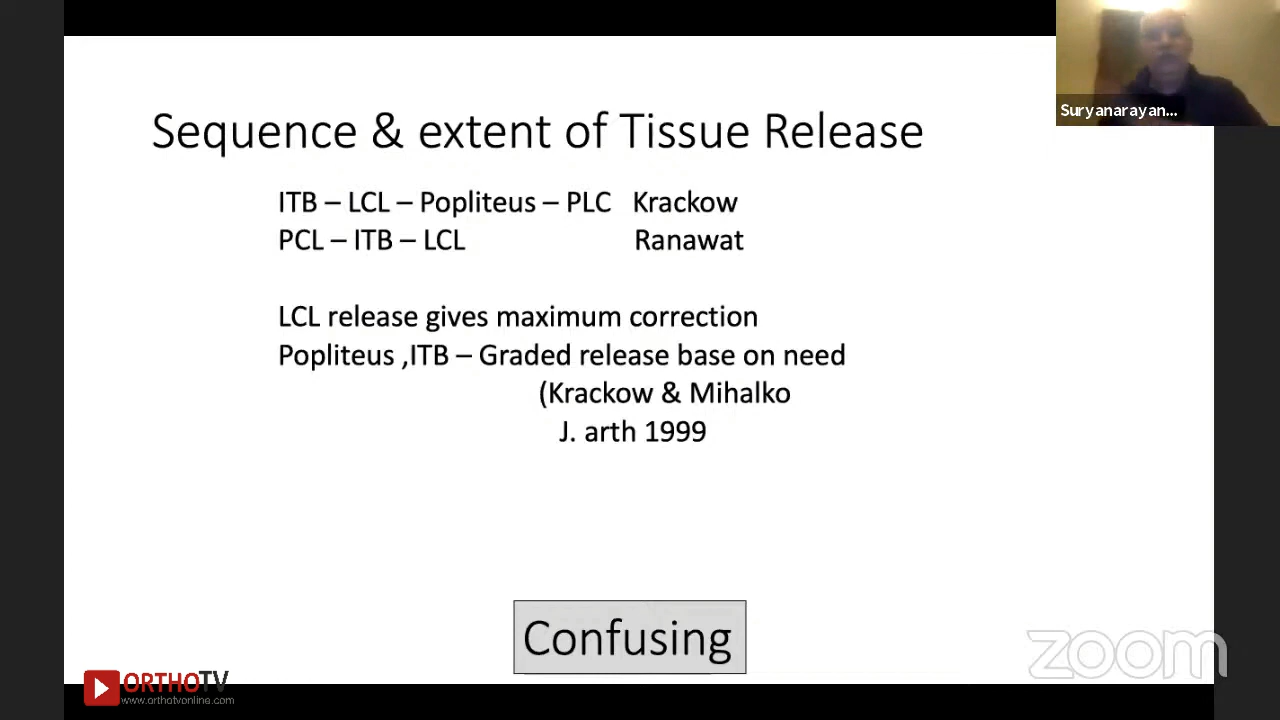 Suryanarayan...
Sequence & extent of Tissue Release
ITB – LCL – Popliteus – PLC Krackow
PCL – ITB – LCL Ranawat
LCL release gives maximum correction
Popliteus ,ITB – Graded release base on need
(Krackow & Mihalko
J. arth 1999
Confusing
zoom
ORTHOTV
www.orthotvonline.com